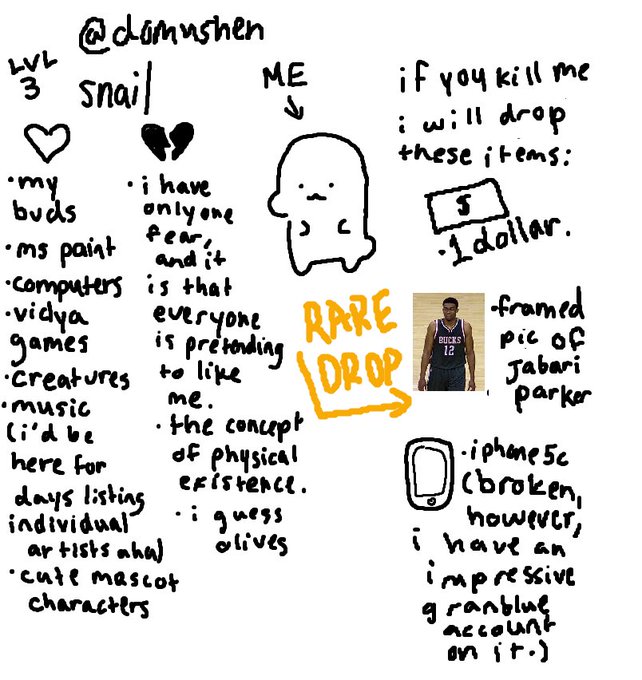 @domushen
LVL
3
snail
ME
if you kill me
i will drop
these items:
♡
•my
buds
•ms paint
•computers
•vidya
games
•creatures
•music
(i'd be
here for
days listing
individual
artists aha)
•cute mascot
characters
•i have
only one
fear,
and it
is that
everyone
is pretending
to like
me.
•the concept
of physical
existence.
•i guess
olives
$
•1 dollar.
RARE
DROP
BUCKS
12
•framed
pic of
jabari
parker
•iphone 5c
(broken,
however,
i have an
impressive
granblue
account
on it.)